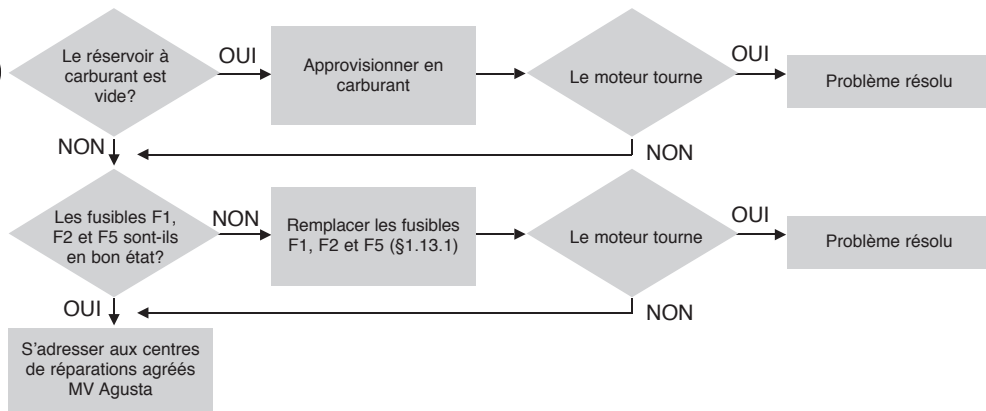 Le réservoir à
carburant est
vide?
OUI
Approvisionner en
carburant
Le moteur tourne
OUI
Problème résolu
NON
NON
Les fusibles F1,
F2 et F5 sont-ils
en bon état?
NON
Remplacer les fusibles
F1, F2 et F5 (§1.13.1)
Le moteur tourne
OUI
Problème résolu
OUI
NON
S'adresser aux centres
de réparations agréés
MV Agusta